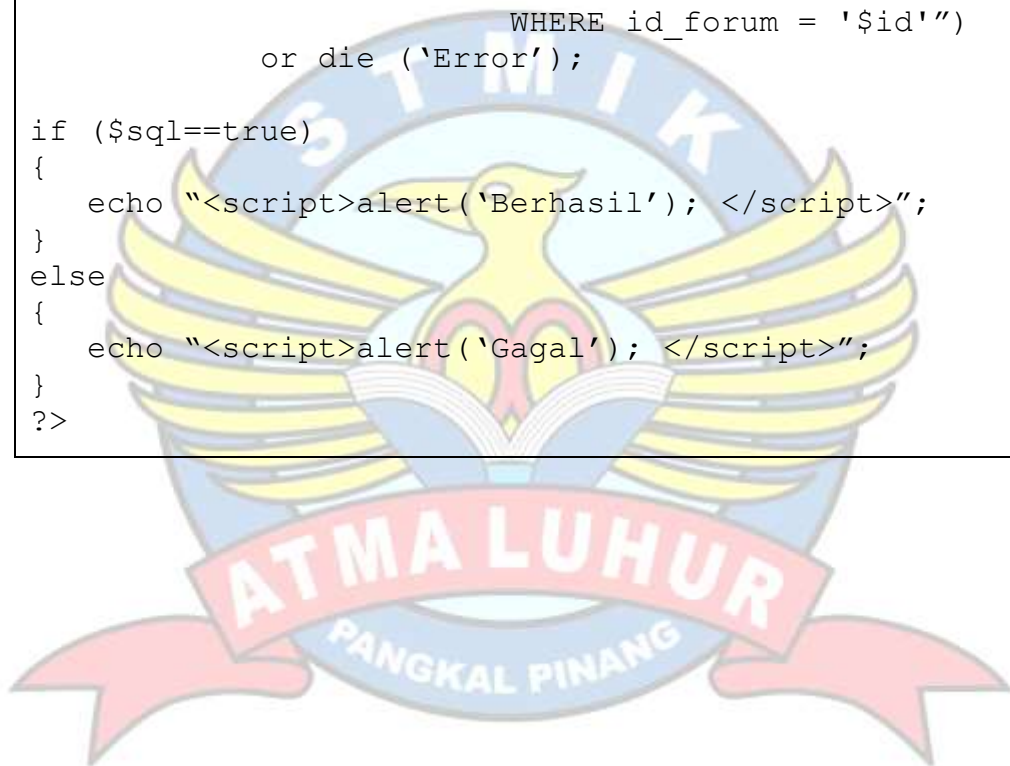 WHERE id_forum = '$id'”)
or die (‘Error’);
if ($sql==true)
{
echo “<script>alert(‘Berhasil’); </script>”;
}
else
{
echo “<script>alert(‘Gagal’); </script>”;
}
?>
STMIK
ATMA LUHUR
PANGKAL PINANG